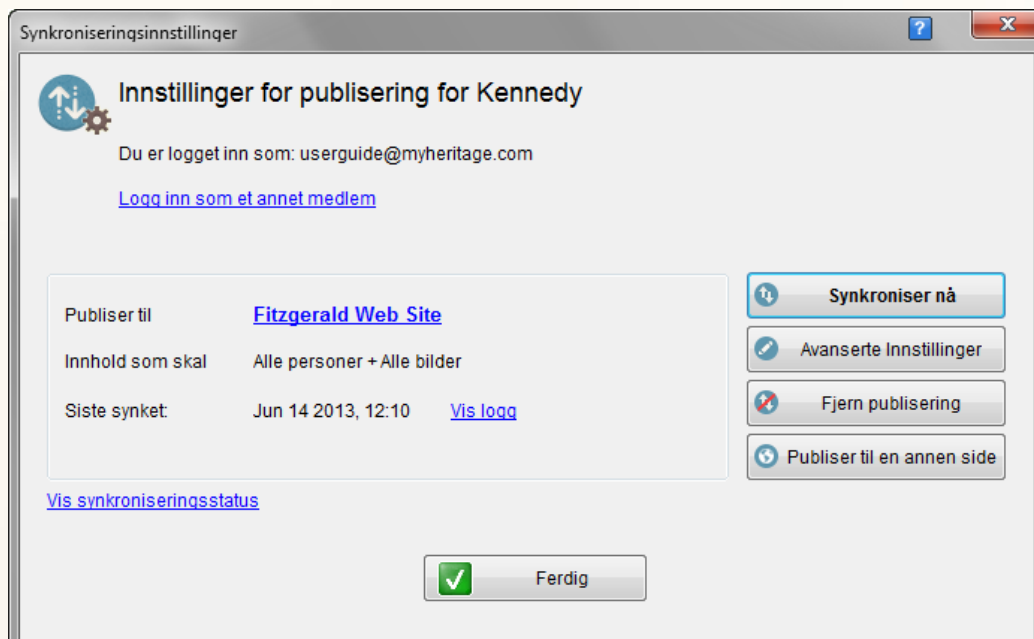 Synkroniseringsinnstillinger
Innstillinger for publisering for Kennedy
Du er logget inn som: userguide@myheritage.com
Logg inn som et annet medlem
Publiser til Fitzgerald Web Site
Innhold som skal Alle personer + Alle bilder
Siste synket: Jun 14 2013, 12:10 Vis logg
Synkroniser nå
Avanserte Innstillinger
Fjern publisering
Publiser til en annen side
Vis synkroniseringsstatus
Ferdig